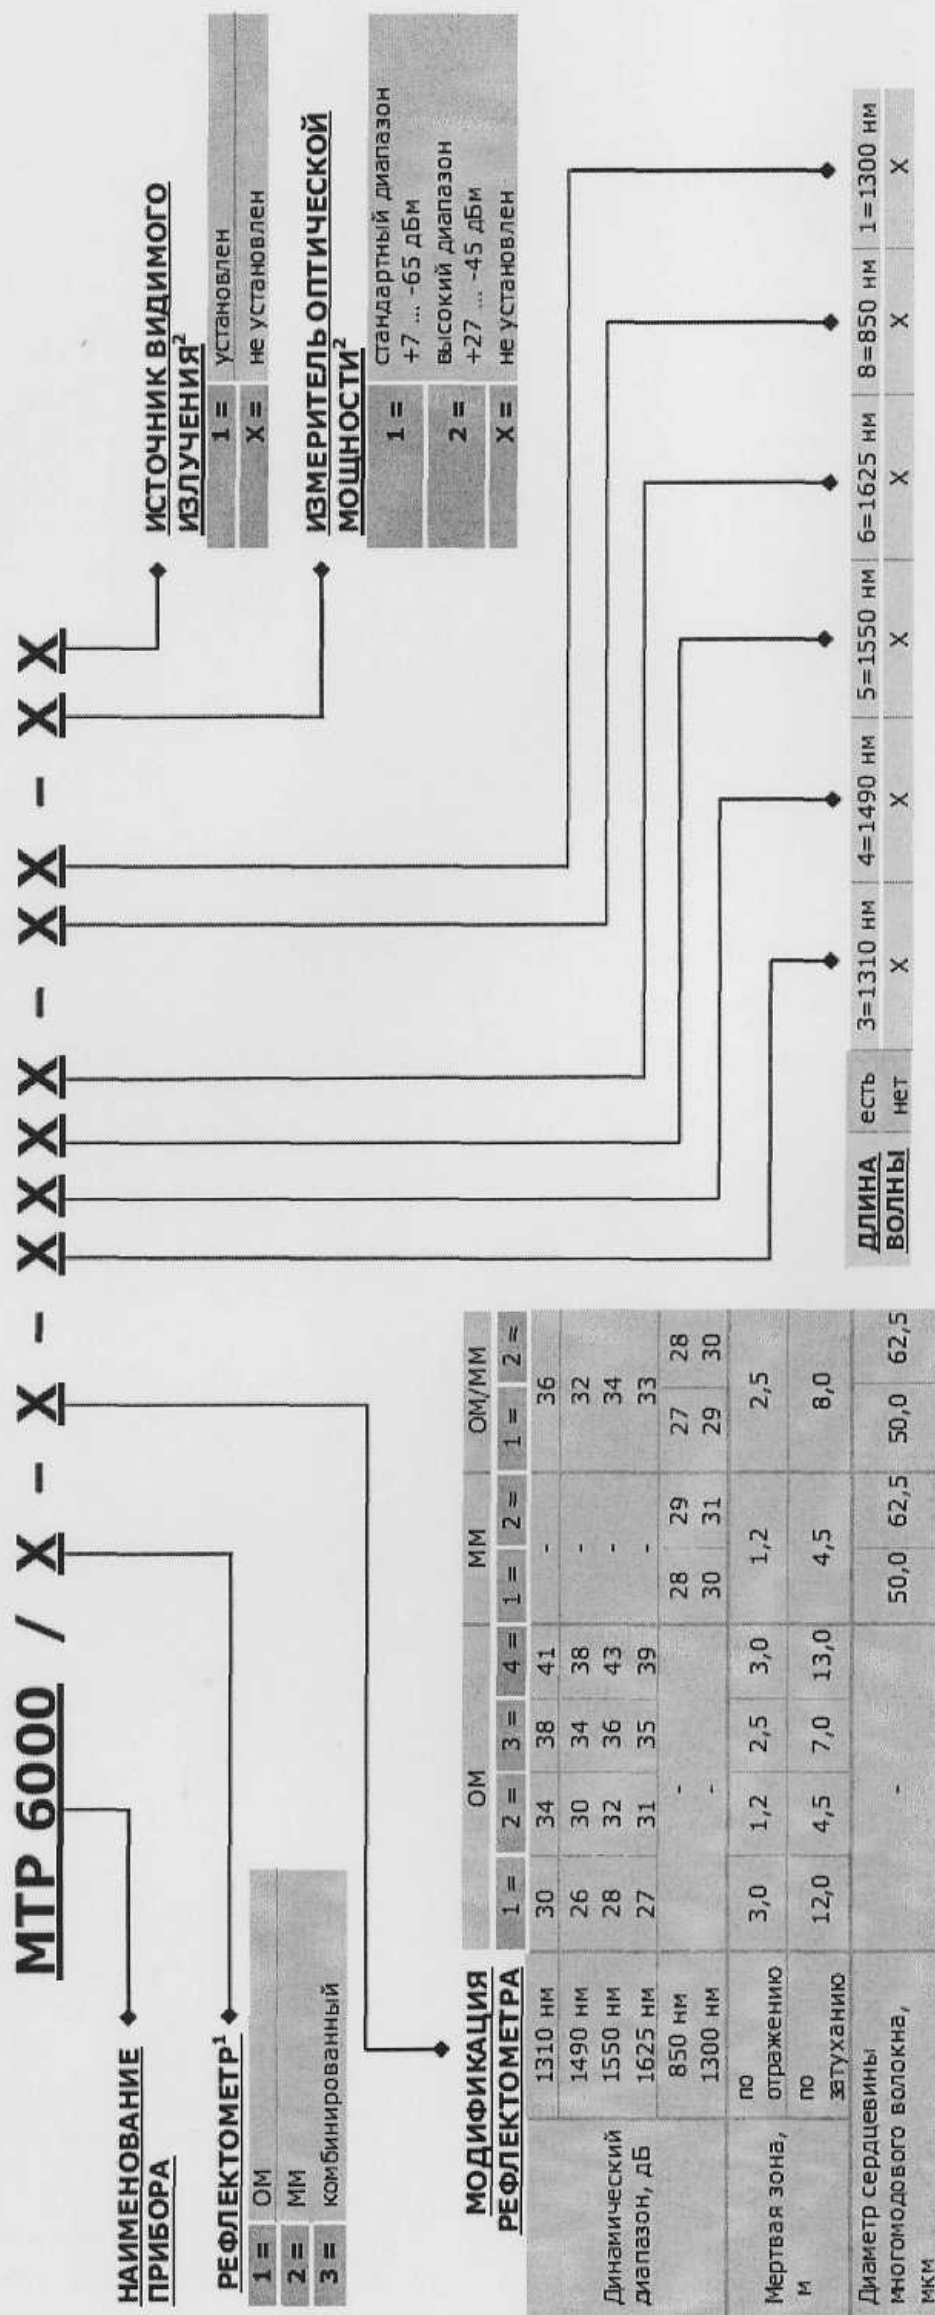 МТР 6000 / X - X - XXXX - XX - XX
НАИМЕНОВАНИЕ
ПРИБОРА
РЕФЛЕКТОМЕТР¹
1 = ОМ
2 = ММ
3 = комбинированный
ИСТОЧНИК ВИДИМОГО
ИЗЛУЧЕНИЯ²
1 = установлен
X = не установлен
ИЗМЕРИТЕЛЬ ОПТИЧЕСКОЙ
МОЩНОСТИ²
1 = стандартный диапазон
+7 ... -65 дБм
2 = высокий диапазон
+27 ... -45 дБм
X = не установлен
МОДИФИКАЦИЯ
РЕФЛЕКТОМЕТРА
ОМ ММ ОМ/ММ
1 = 2 = 3 = 4 = 1 = 2 = 1 = 2 =
Динамический
диапазон, дБ
1310 нм 30 34 38 41 - 36
1490 нм 26 30 34 38 - 32
1550 нм 28 32 36 43 - 34
1625 нм 27 31 35 39 - 33
850 нм - 28 29 27 28
1300 нм - 30 31 29 30
Мертвая зона,
м
по
отражению 3,0 1,2 2,5 3,0 1,2 2,5
по
затуханию 12,0 4,5 7,0 13,0 4,5 8,0
Диаметр сердцевины
многомодового волокна,
мкм
- 50,0 62,5 50,0 62,5
ДЛИНА
ВОЛНЫ
есть 3=1310 нм 4=1490 нм 5=1550 нм 6=1625 нм 8=850 нм 1=1300 нм
нет X X X X X X